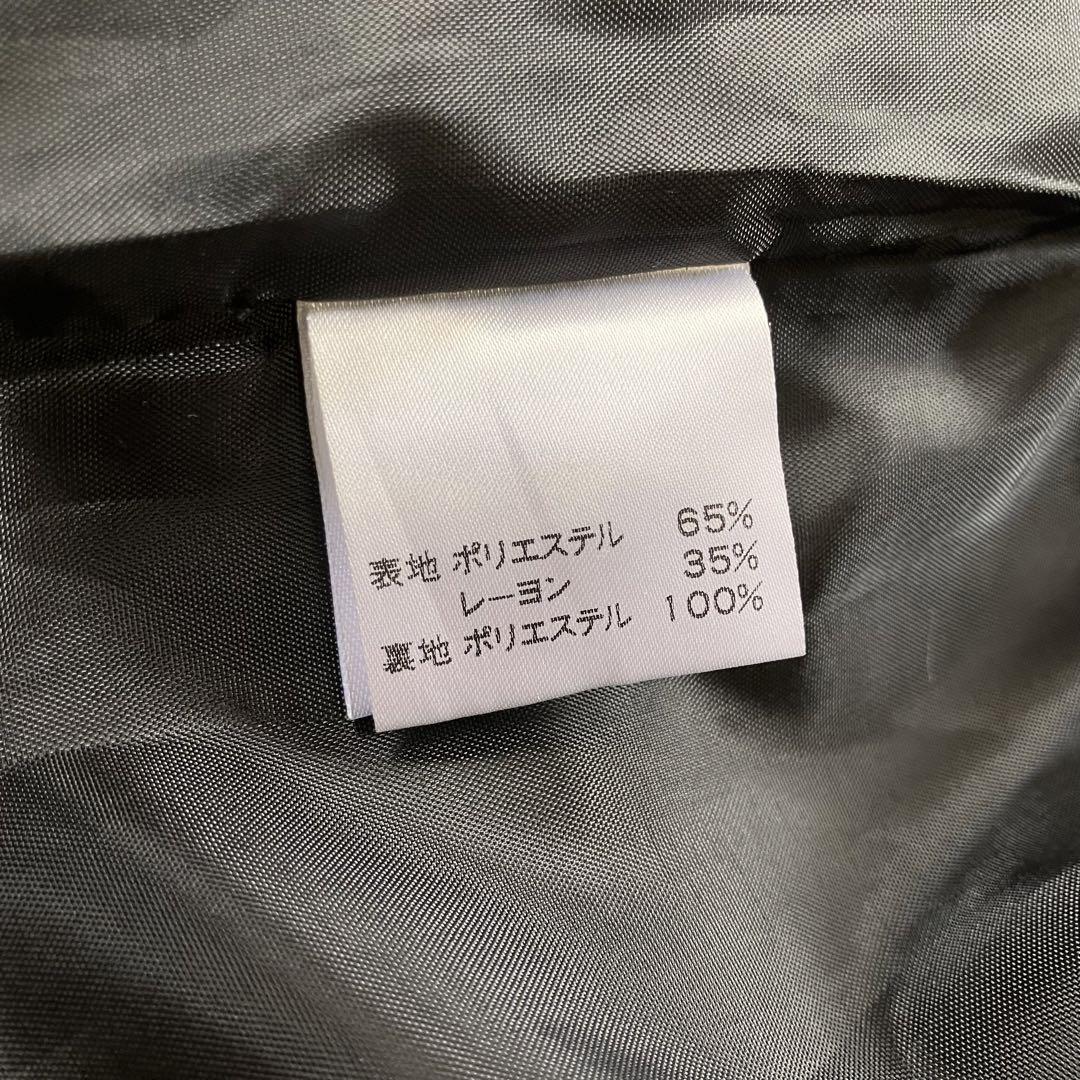 表地 ポリエステル 65%
レーヨン 35%
裏地 ポリエステル 100%